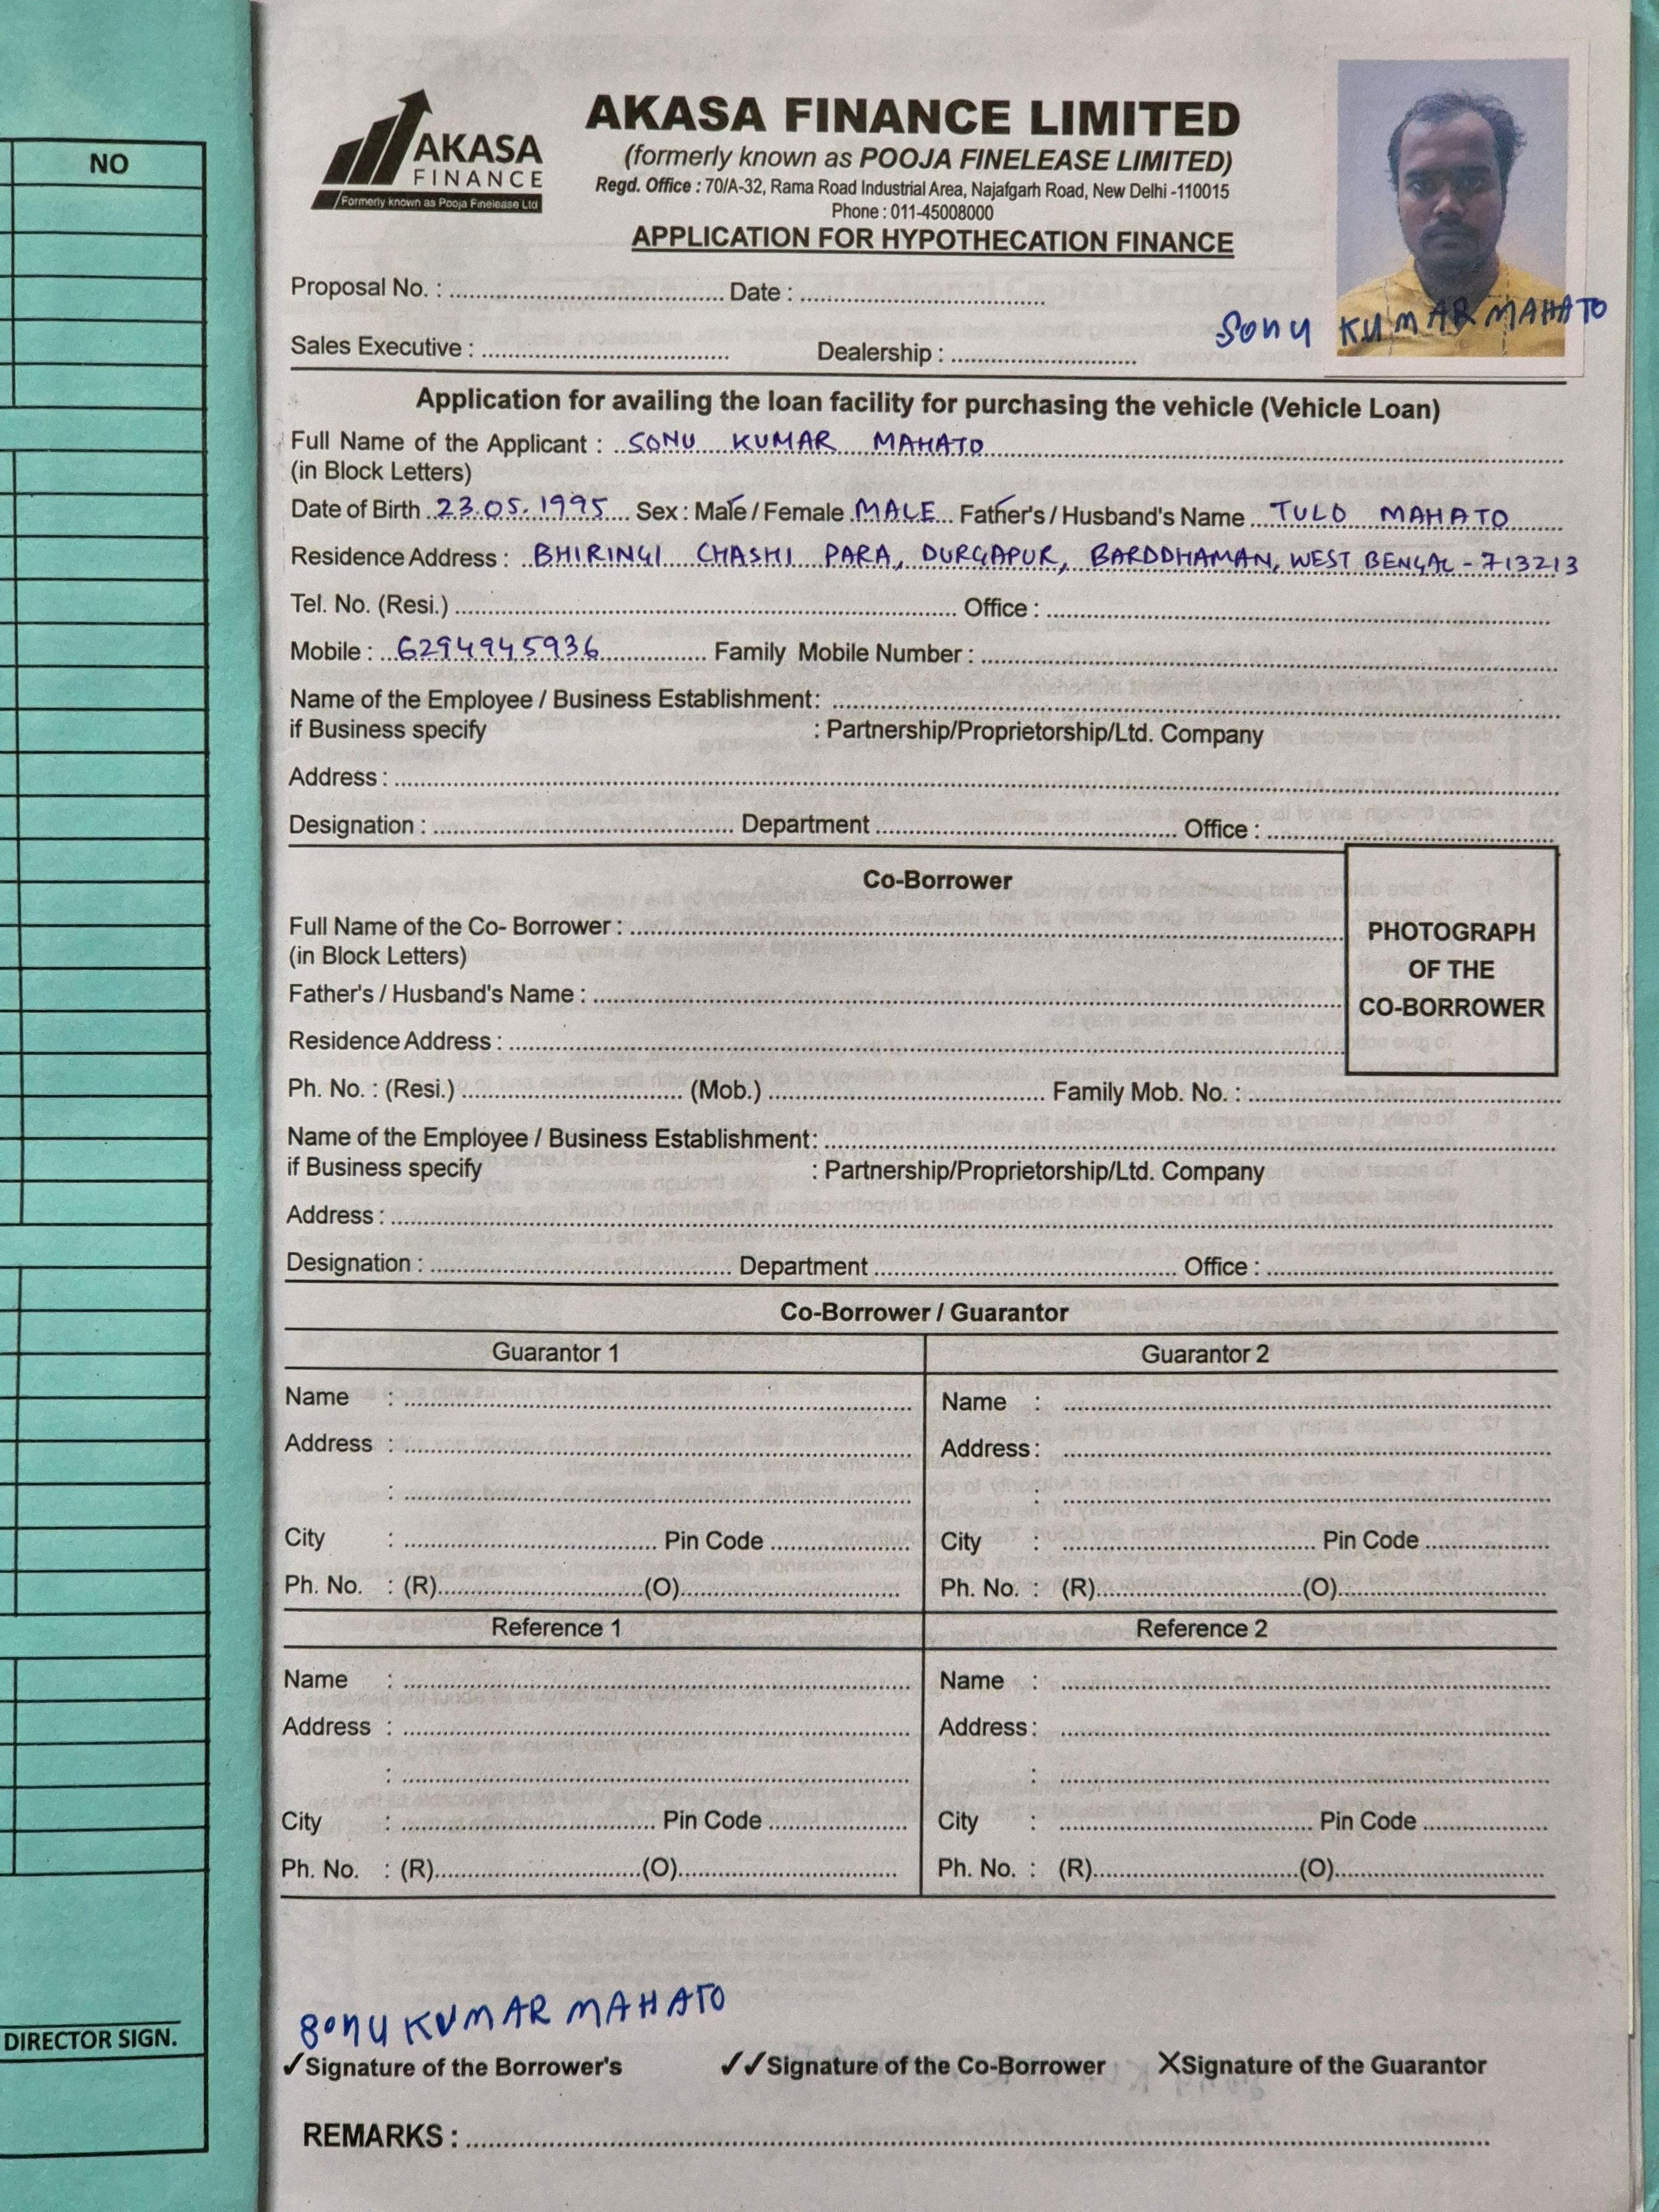 NO
AKASA
FINANCE
Formerly known as Pooja Finelease Ltd
AKASA FINANCE LIMITED
(formerly known as POOJA FINELEASE LIMITED)
Regd. Office : 70/A-32, Rama Road Industrial Area, Najafgarh Road, New Delhi -110015
Phone : 011-45008000
APPLICATION FOR HYPOTHECATION FINANCE
Proposal No. : ........ Date : ........
Sales Executive : ........ Dealership : ........
Sonu KUMAR MAHATO
Application for availing the loan facility for purchasing the vehicle (Vehicle Loan)
Full Name of the Applicant : SONU KUMAR MAHATO
(in Block Letters)
Date of Birth 23.05.1995 Sex : Male / Female MALE Father's / Husband's Name TULO MAHATO
Residence Address : BHIRINGI CHASHI PARA, DURGAPUR, BARDDHAMAN, WEST BENGAL - 713213
Tel. No. (Resi.) ........ Office : ........
Mobile : 6294945936 Family Mobile Number : ........
Name of the Employee / Business Establishment: ........
if Business specify : Partnership/Proprietorship/Ltd. Company
Address : ........
Designation : ........ Department ........ Office : ........
Co-Borrower
Full Name of the Co- Borrower : ........
(in Block Letters)
PHOTOGRAPH
OF THE
CO-BORROWER
Father's / Husband's Name : ........
Residence Address : ........
Ph. No. : (Resi.) ........ (Mob.) ........ Family Mob. No. : ........
Name of the Employee / Business Establishment: ........
if Business specify : Partnership/Proprietorship/Ltd. Company
Address : ........
Designation : ........ Department ........ Office : ........
Co-Borrower / Guarantor
Guarantor 1 Guarantor 2
Name : ........ Name : ........
Address : ........ Address : ........
: ........ : ........
City : ........ Pin Code ........ City : ........ Pin Code ........
Ph. No. : (R)........(O)........ Ph. No. : (R)........(O)........
Reference 1 Reference 2
Name : ........ Name : ........
Address : ........ Address : ........
: ........ : ........
City : ........ Pin Code ........ City : ........ Pin Code ........
Ph. No. : (R)........(O)........ Ph. No. : (R)........(O)........
SONU KUMAR MAHATO
DIRECTOR SIGN.
✓Signature of the Borrower's ✓✓Signature of the Co-Borrower XSignature of the Guarantor
REMARKS : ........